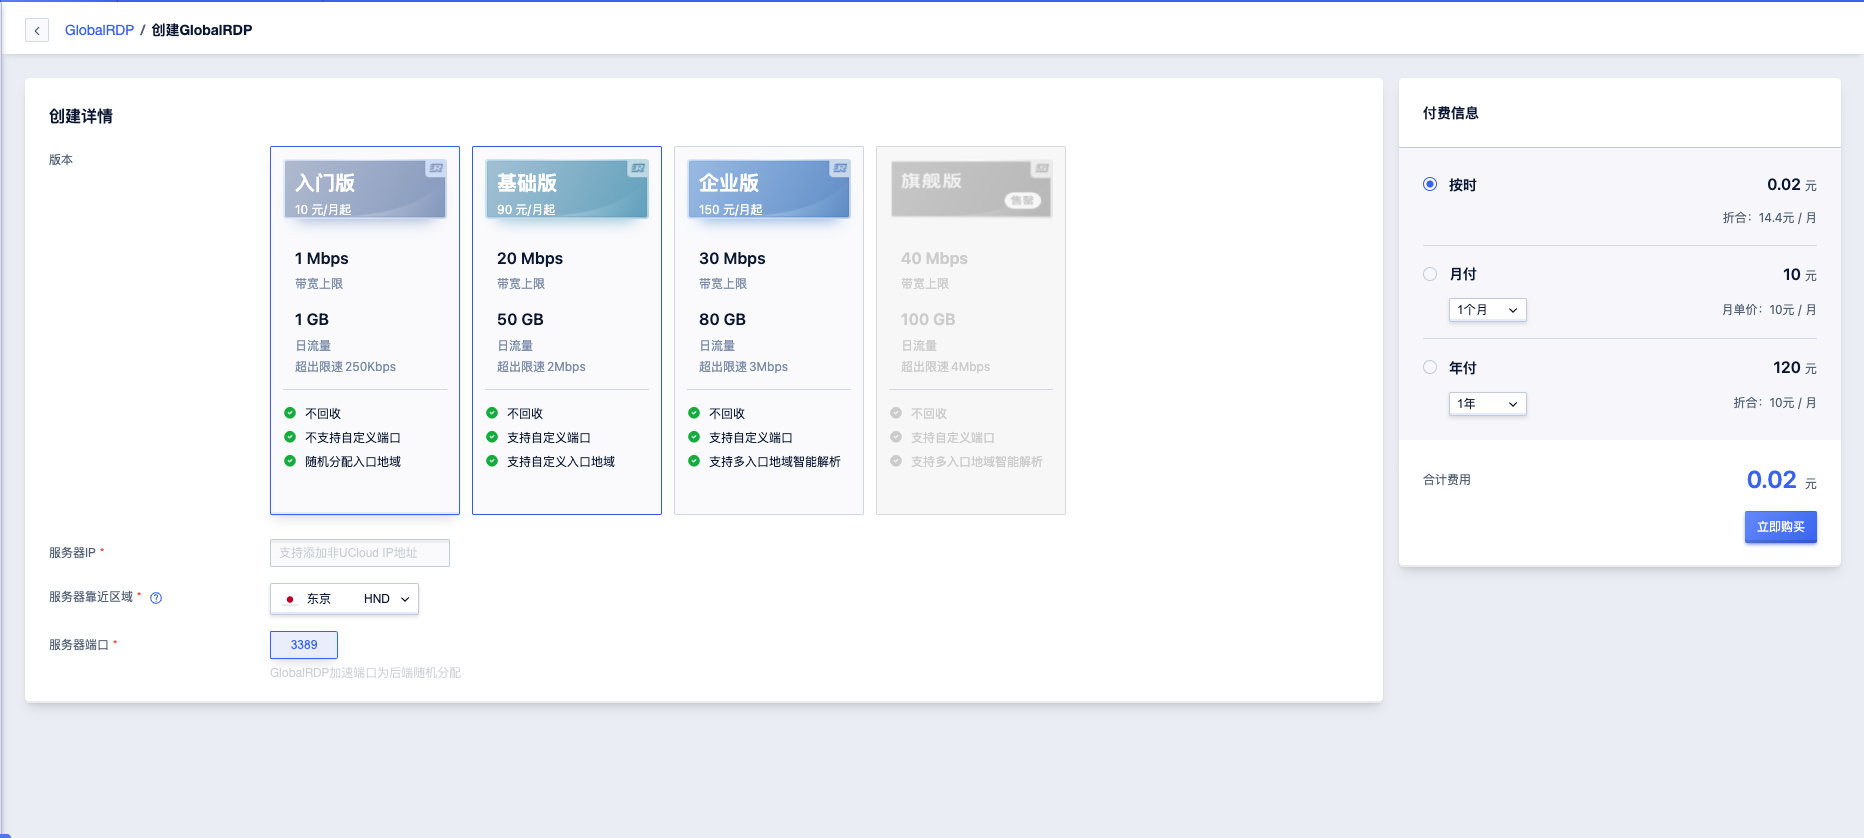 GlobalRDP / 创建GlobalRDP
创建详情
版本
入门版
10 元/月起
1 Mbps
带宽上限
1 GB
日流量
超出限速 250Kbps
不回收
不支持自定义端口
随机分配入口地域
基础版
90 元/月起
20 Mbps
带宽上限
50 GB
日流量
超出限速 2Mbps
不回收
支持自定义端口
支持自定义入口地域
企业版
150 元/月起
30 Mbps
带宽上限
80 GB
日流量
超出限速 3Mbps
不回收
支持自定义端口
支持多入口地域智能解析
旗舰版
售罄
40 Mbps
带宽上限
100 GB
日流量
超出限速 4Mbps
不回收
支持自定义端口
支持多入口地域智能解析
服务器IP *
支持添加非UCloud IP地址
服务器靠近区域 *
东京 HND
服务器端口 *
3389
GlobalRDP加速端口为后端随机分配
付费信息
按时 0.02 元
折合：14.4元 / 月
月付 10 元
1个月 月单价：10元 / 月
年付 120 元
1年 折合：10元 / 月
合计费用 0.02 元
立即购买